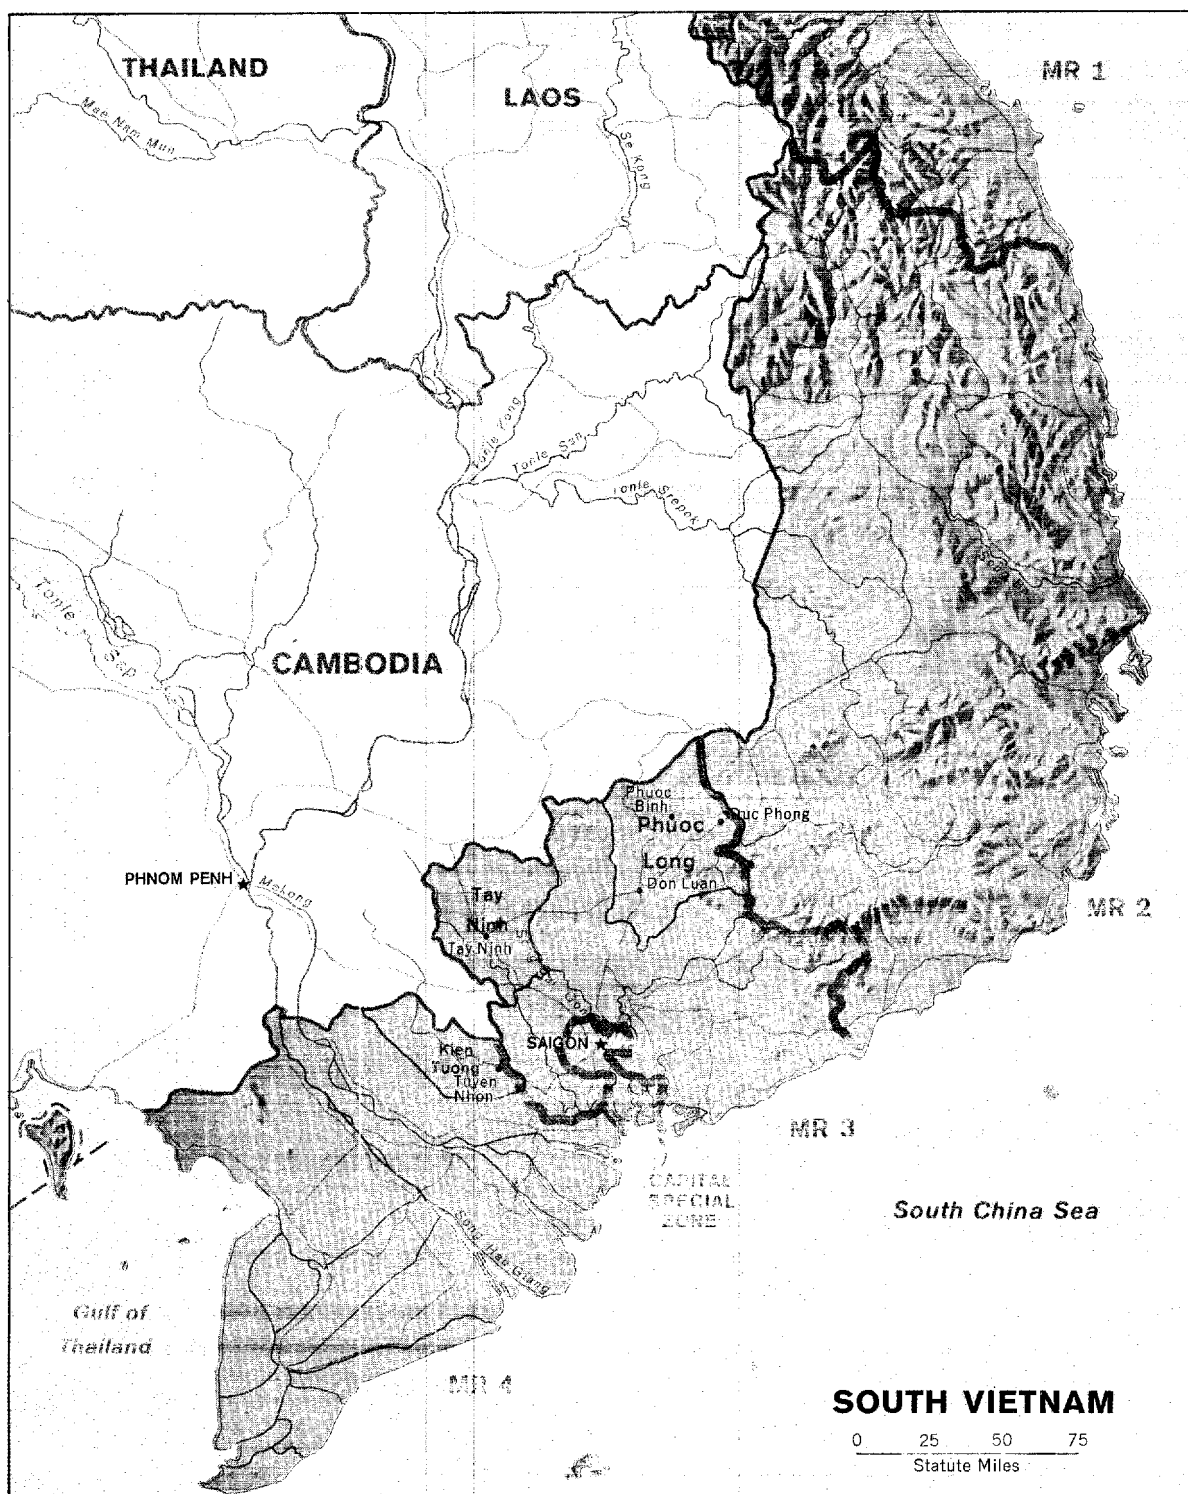 THAILAND
LAOS
MR 1
Mae Nam Mun
Se Kong
Tonle Kong
Tonle San
Tonle Srepok
Song
Tonle Sap
CAMBODIA
Phuoc
Binh
Phuoc
Duc Phong
Long
Don Luan
PHNOM PENH
Mekong
Tay
Ninh
Tay Ninh
MR 2
SAIGON
Kien
Tuong
Tuyen
Nhon
MR 3
CAPITAL
SPECIAL
ZONE
South China Sea
Song Hau Giang
Gulf of
Thailand
MR 4
SOUTH VIETNAM
0 25 50 75
Statute Miles